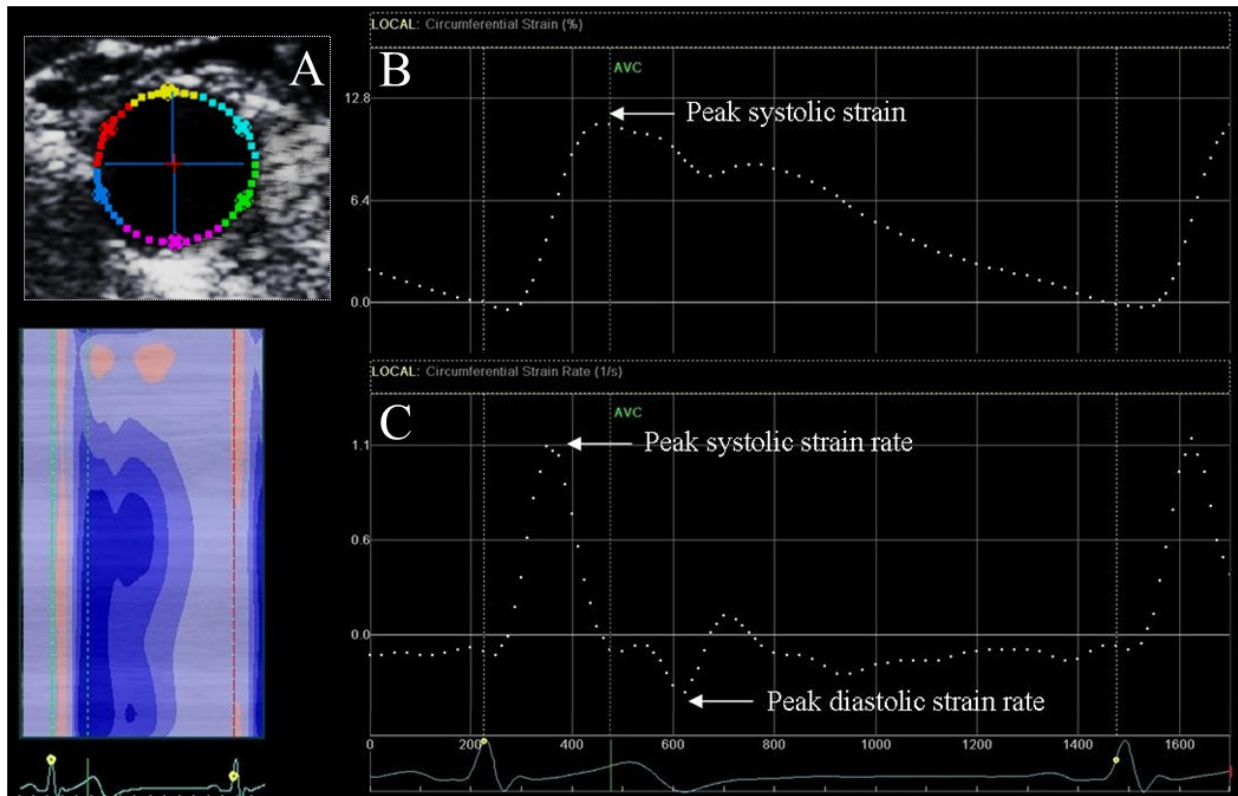 A
LOCAL: Circumferential Strain (%)
B
AVC
Peak systolic strain
12.8
6.4
0.0
LOCAL: Circumferential Strain Rate (1/s)
C
AVC
Peak systolic strain rate
1.1
0.6
0.0
Peak diastolic strain rate
0 200 400 600 800 1000 1200 1400 1600